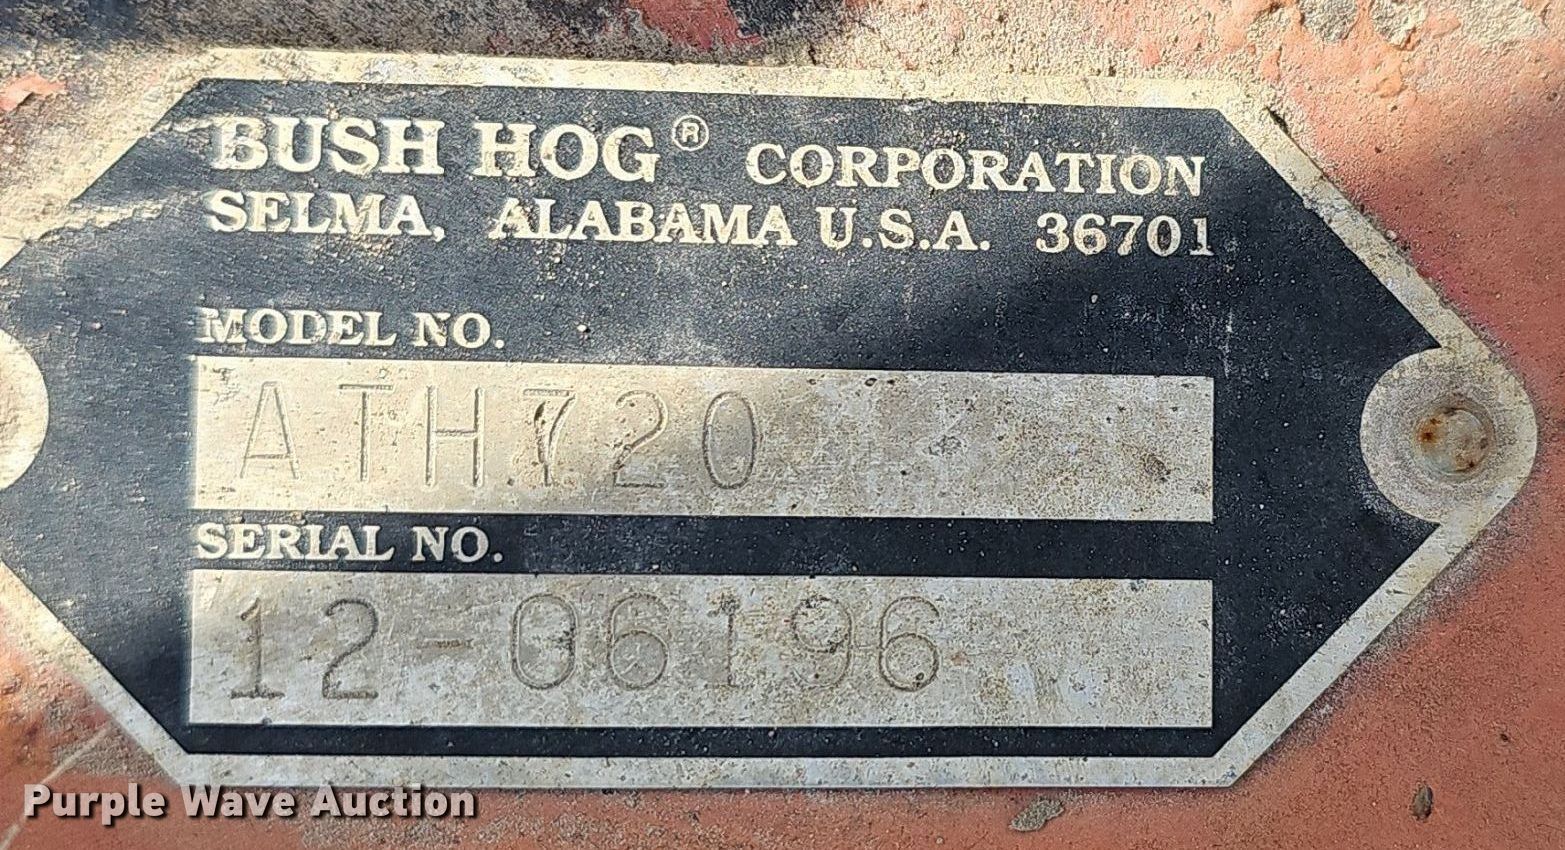 BUSH HOG® CORPORATION
SELMA, ALABAMA U.S.A. 36701
MODEL NO.
ATH720
SERIAL NO.
12-06196
Purple Wave Auction